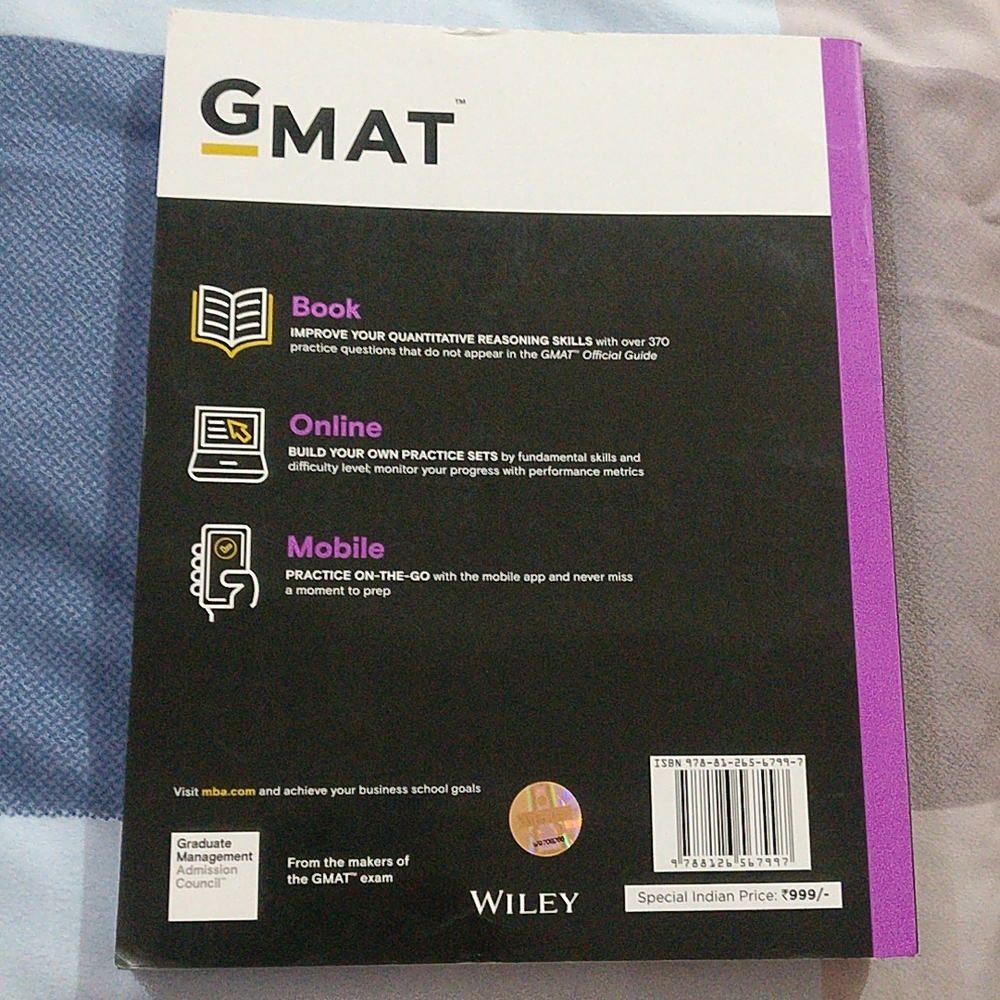 GMAT™
Book
IMPROVE YOUR QUANTITATIVE REASONING SKILLS with over 370
practice questions that do not appear in the GMAT™ Official Guide
Online
BUILD YOUR OWN PRACTICE SETS by fundamental skills and
difficulty level; monitor your progress with performance metrics
Mobile
PRACTICE ON-THE-GO with the mobile app and never miss
a moment to prep
Visit mba.com and achieve your business school goals
Graduate
Management
Admission
Council™
From the makers of
the GMAT™ exam
WILEY
ISBN 978-81-265-6799-7
9 788126 567997
Special Indian Price: ₹999/-